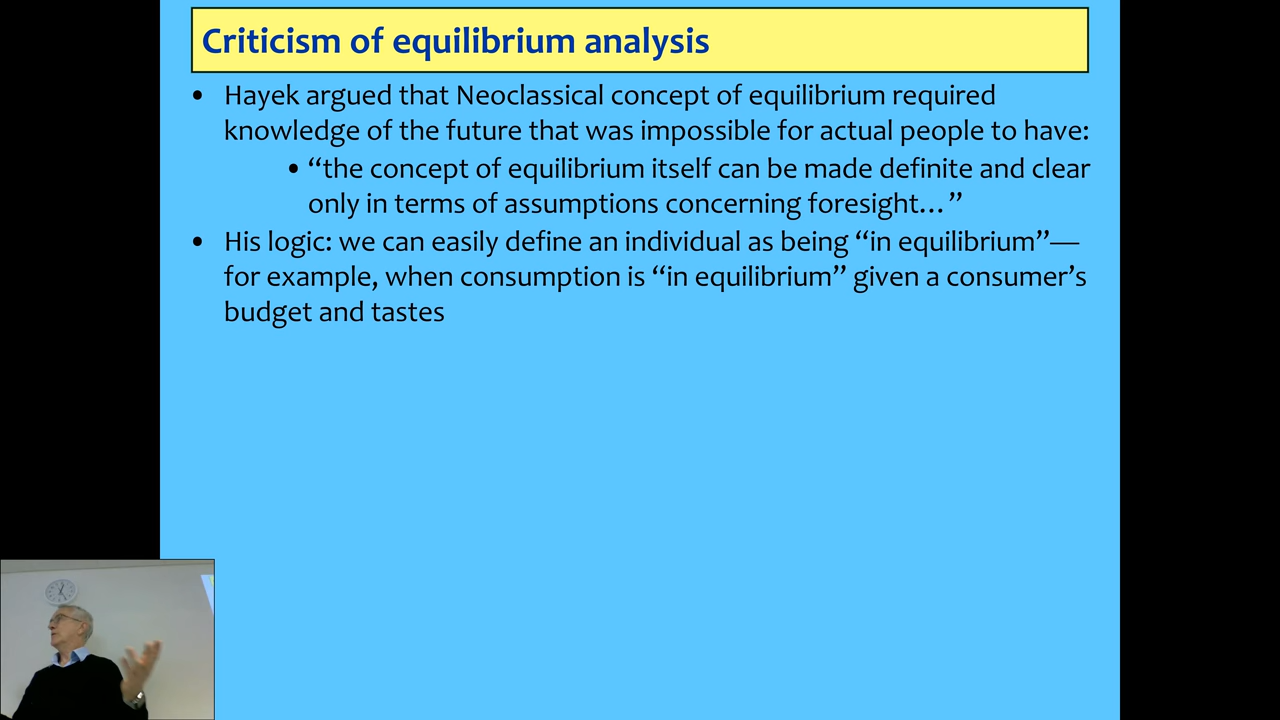 Criticism of equilibrium analysis
• Hayek argued that Neoclassical concept of equilibrium required
knowledge of the future that was impossible for actual people to have:
• “the concept of equilibrium itself can be made definite and clear
only in terms of assumptions concerning foresight…”
• His logic: we can easily define an individual as being “in equilibrium”—
for example, when consumption is “in equilibrium” given a consumer’s
budget and tastes